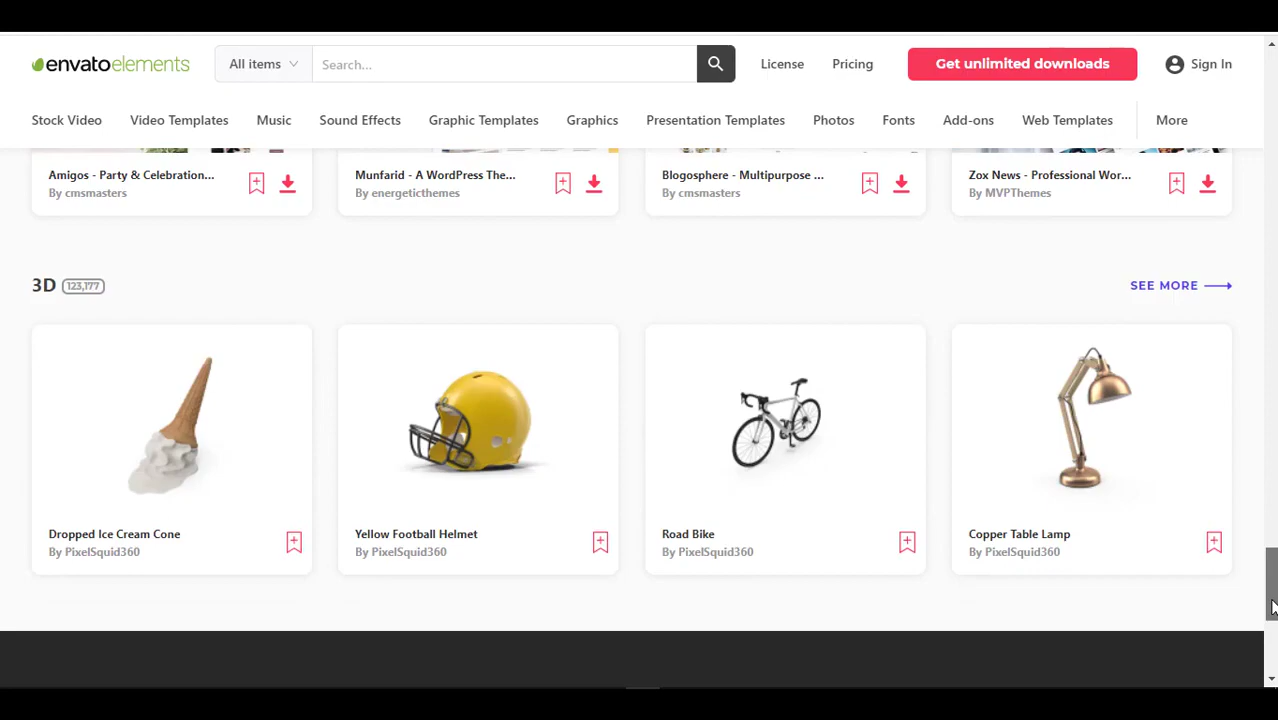 envatoelements All items Search... License Pricing Get unlimited downloads Sign In
Stock Video Video Templates Music Sound Effects Graphic Templates Graphics Presentation Templates Photos Fonts Add-ons Web Templates More
Amigos - Party & Celebration... Munfarid - A WordPress The... Blogosphere - Multipurpose ... Zox News - Professional Wor...
By cmsmasters By energeticthemes By cmsmasters By MVPThemes
3D 123,177 SEE MORE
Dropped Ice Cream Cone Yellow Football Helmet Road Bike Copper Table Lamp
By PixelSquid360 By PixelSquid360 By PixelSquid360 By PixelSquid360